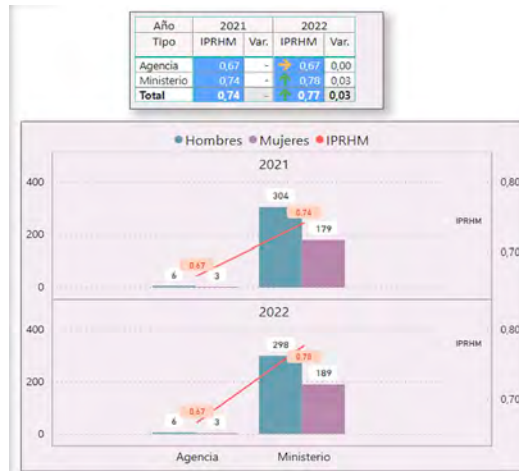 Año 2021 2022
Tipo IPRHM Var. IPRHM Var.
Agencia 0,67 - 0,67 0,00
Ministerio 0,74 - 0,78 0,03
Total 0,74 - 0,77 0,03
Hombres Mujeres IPRHM
2021
400 0,80
304
0.74
IPRHM
179
200
0,70
0.67
6 3
0
2022
400 0,80
298
IPRHM
0.78
189
200
0,70
0.67
6 3
0
Agencia Ministerio